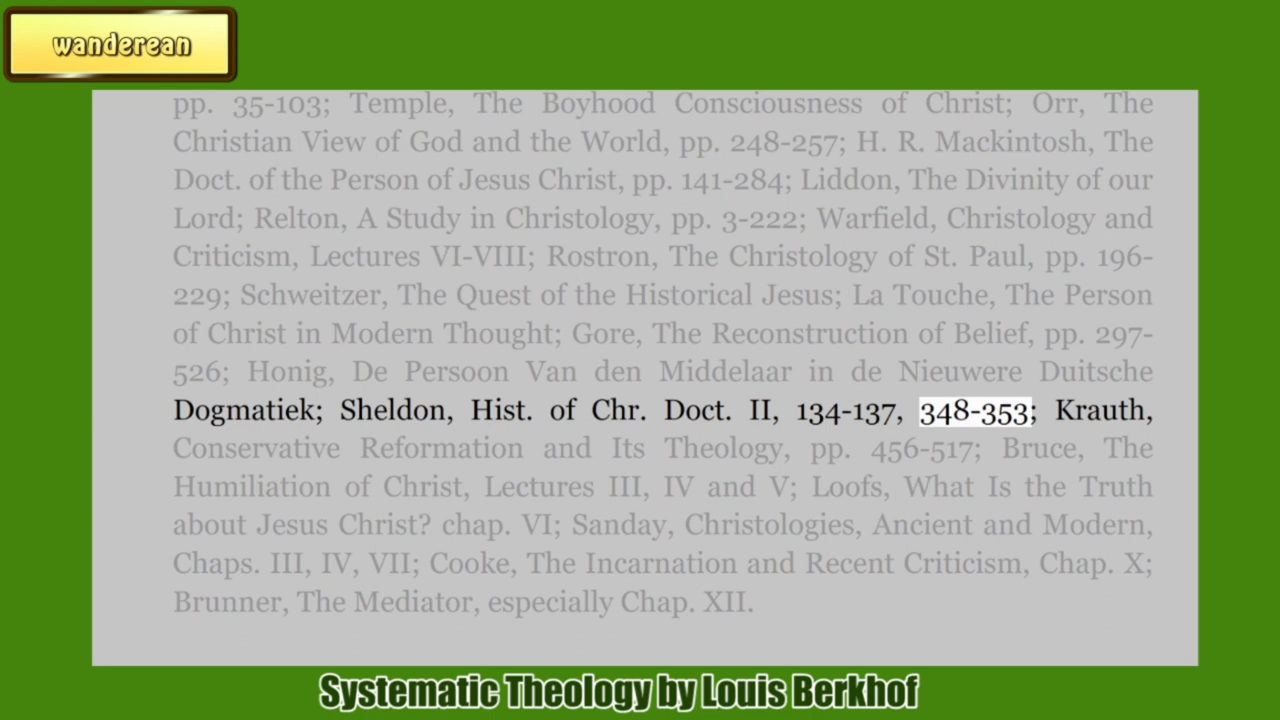 wanderean
pp. 35-103; Temple, The Boyhood Consciousness of Christ; Orr, The
Christian View of God and the World, pp. 248-257; H. R. Mackintosh, The
Doct. of the Person of Jesus Christ, pp. 141-284; Liddon, The Divinity of our
Lord; Relton, A Study in Christology, pp. 3-222; Warfield, Christology and
Criticism, Lectures VI-VIII; Rostron, The Christology of St. Paul, pp. 196-
229; Schweitzer, The Quest of the Historical Jesus; La Touche, The Person
of Christ in Modern Thought; Gore, The Reconstruction of Belief, pp. 297-
526; Honig, De Persoon Van den Middelaar in de Nieuwere Duitsche
Dogmatiek; Sheldon, Hist. of Chr. Doct. II, 134-137, 348-353; Krauth,
Conservative Reformation and Its Theology, pp. 456-517; Bruce, The
Humiliation of Christ, Lectures III, IV and V; Loofs, What Is the Truth
about Jesus Christ? chap. VI; Sanday, Christologies, Ancient and Modern,
Chaps. III, IV, VII; Cooke, The Incarnation and Recent Criticism, Chap. X;
Brunner, The Mediator, especially Chap. XII.
Systematic Theology by Louis Berkhof